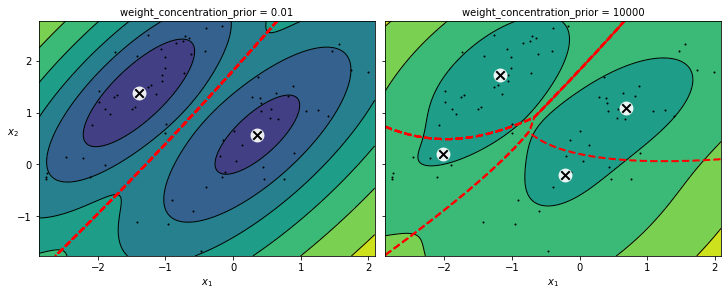 weight_concentration_prior = 0.01
weight_concentration_prior = 10000
x₂
2
1
0
−1
−2
−1
0
1
2
−2
−1
0
1
2
x₁
x₁